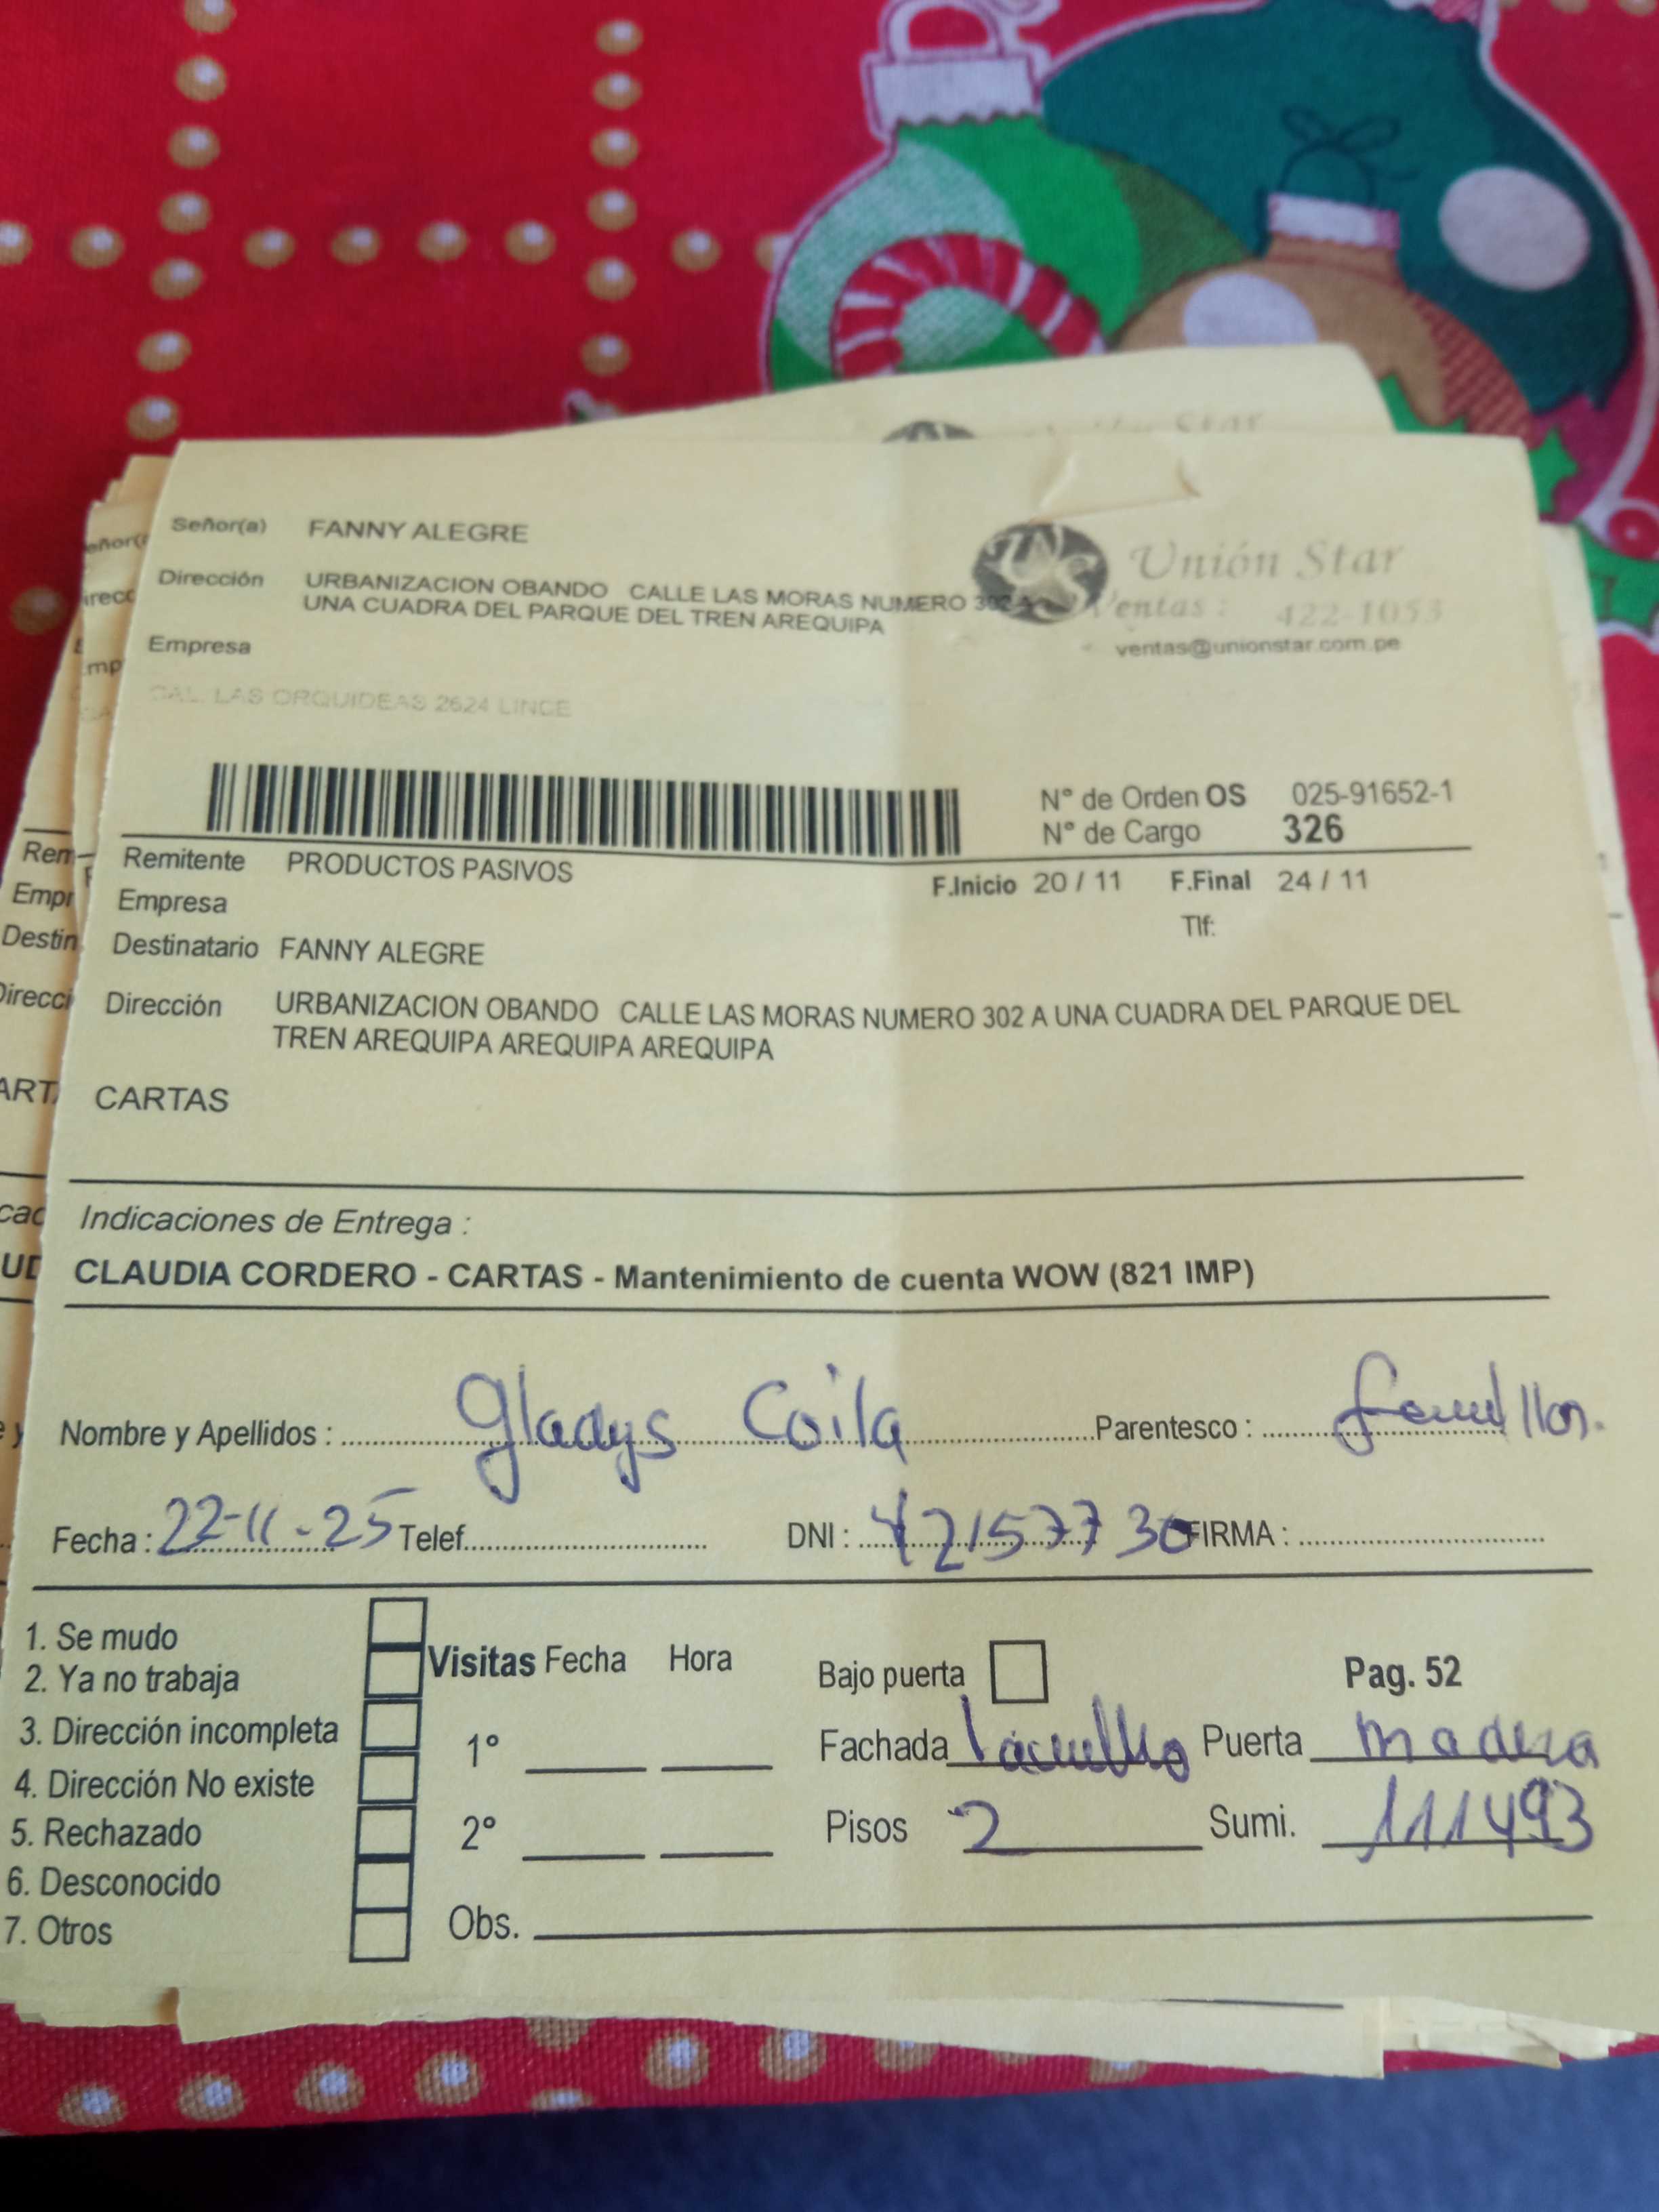 Señor(a) FANNY ALEGRE
Dirección URBANIZACION OBANDO CALLE LAS MORAS NUMERO 302 A
UNA CUADRA DEL PARQUE DEL TREN AREQUIPA
Empresa
CAL. LAS ORQUIDEAS 2624 LINCE
Unión Star
Ventas : 422-1053
ventas@unionstar.com.pe
N° de Orden OS 025-91652-1
N° de Cargo 326
Remitente PRODUCTOS PASIVOS
F.Inicio 20 / 11 F.Final 24 / 11
Empresa
Tlf:
Destinatario FANNY ALEGRE
Dirección URBANIZACION OBANDO CALLE LAS MORAS NUMERO 302 A UNA CUADRA DEL PARQUE DEL
TREN AREQUIPA AREQUIPA AREQUIPA
CARTAS
Indicaciones de Entrega :
CLAUDIA CORDERO - CARTAS - Mantenimiento de cuenta WOW (821 IMP)
Nombre y Apellidos : Gladys Coila Parentesco :
Fecha : 22-11-25 Telef. DNI : 42157730 FIRMA :
1. Se mudo
2. Ya no trabaja
3. Dirección incompleta
4. Dirección No existe
5. Rechazado
6. Desconocido
7. Otros
Visitas Fecha Hora
1°
2°
Obs.
Bajo puerta Pag. 52
Fachada Puerta madera
Pisos 2 Sumi. 111493